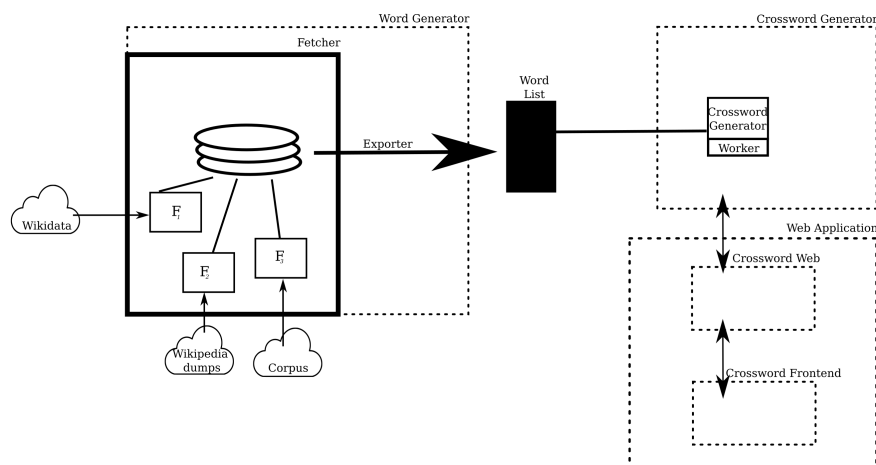 Word Generator
Crossword Generator
Fetcher
Word
List
Crossword
Generator
Worker
Exporter
F1
Wikidata
Web Application
F3
Crossword Web
F2
Wikipedia
dumps
Corpus
Crossword Frontend